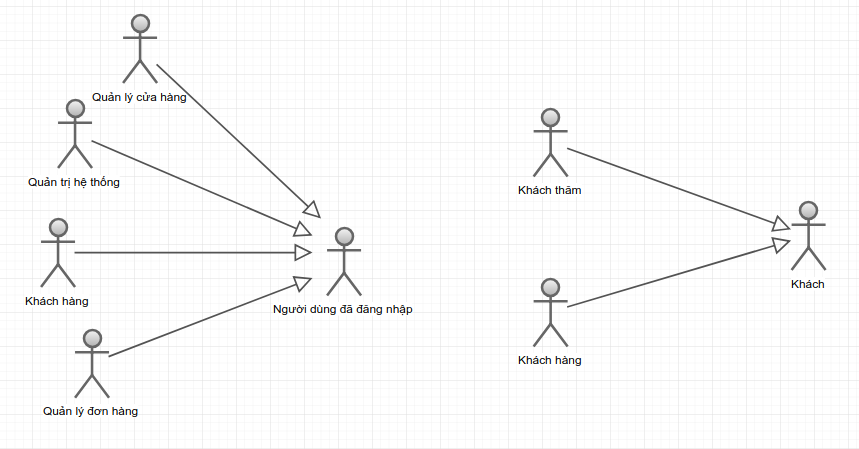 Quản lý cửa hàng
Quản trị hệ thống
Khách hàng
Quản lý đơn hàng
Người dùng đã đăng nhập
Khách thăm
Khách hàng
Khách